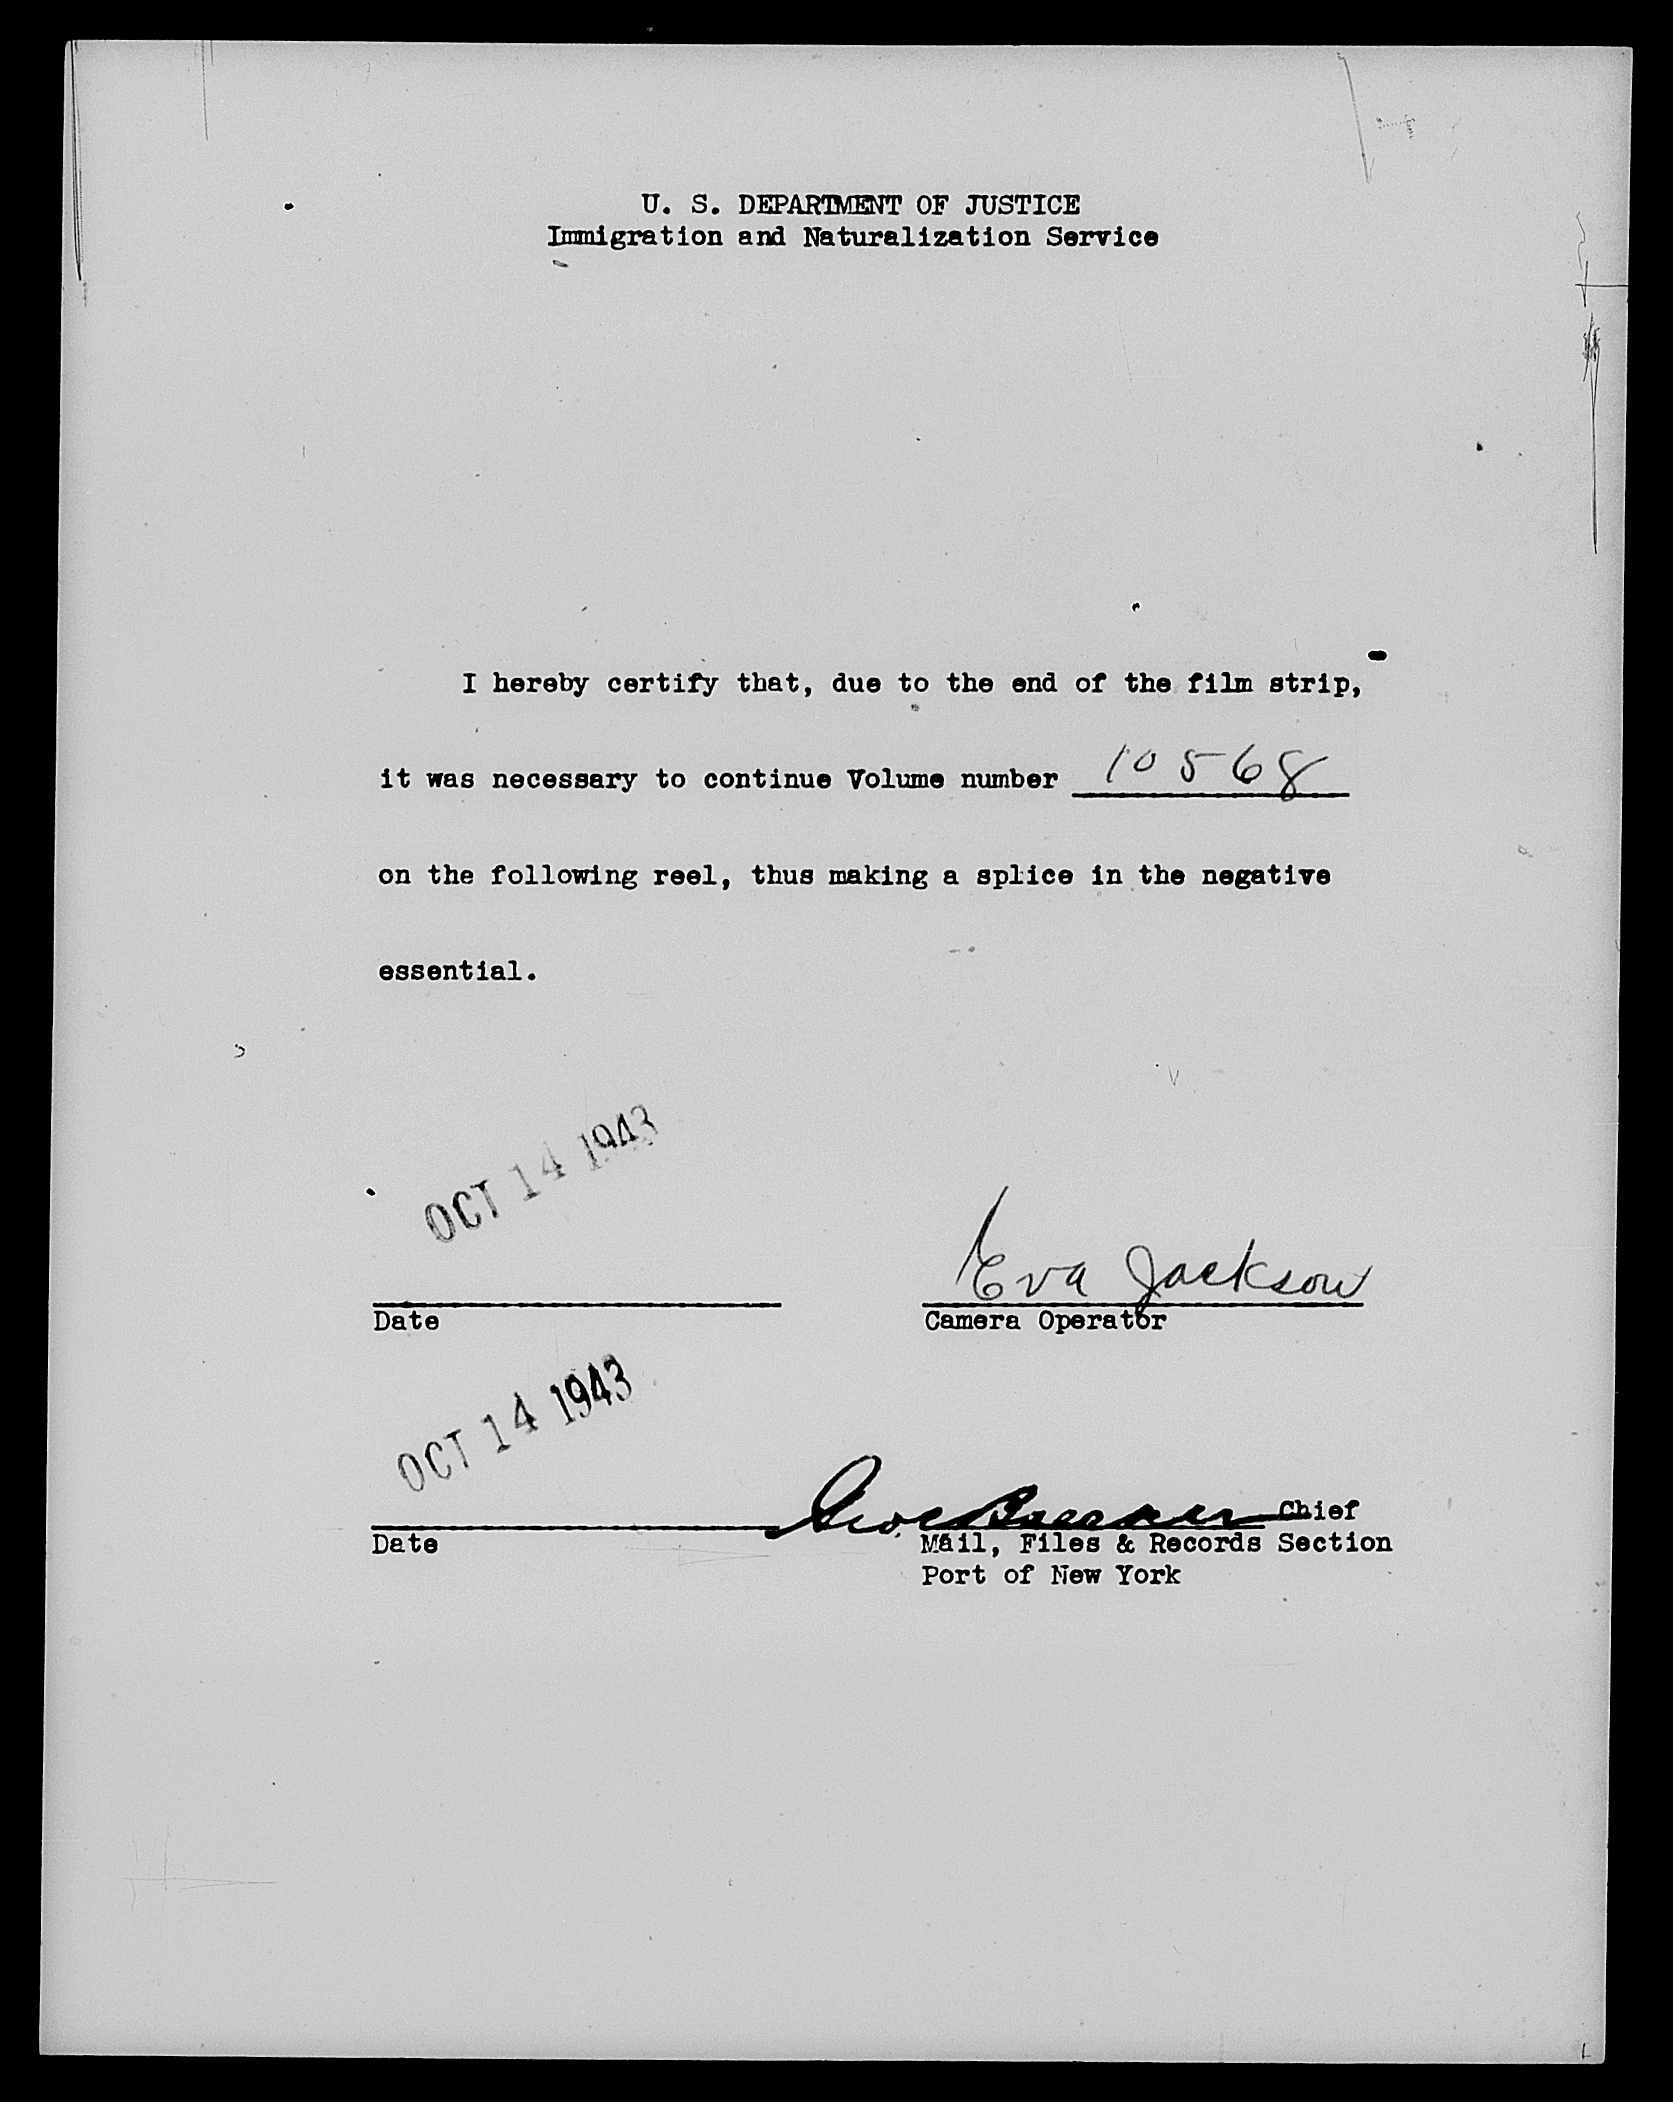 U. S. DEPARTMENT OF JUSTICE
Immigration and Naturalization Service
I hereby certify that, due to the end of the film strip,
it was necessary to continue Volume number 10568
on the following reel, thus making a splice in the negative
essential.
OCT 14 1943
Eva Jackson
Date
Camera Operator
OCT 14 1943
Chief
Date
Mail, Files & Records Section
Port of New York